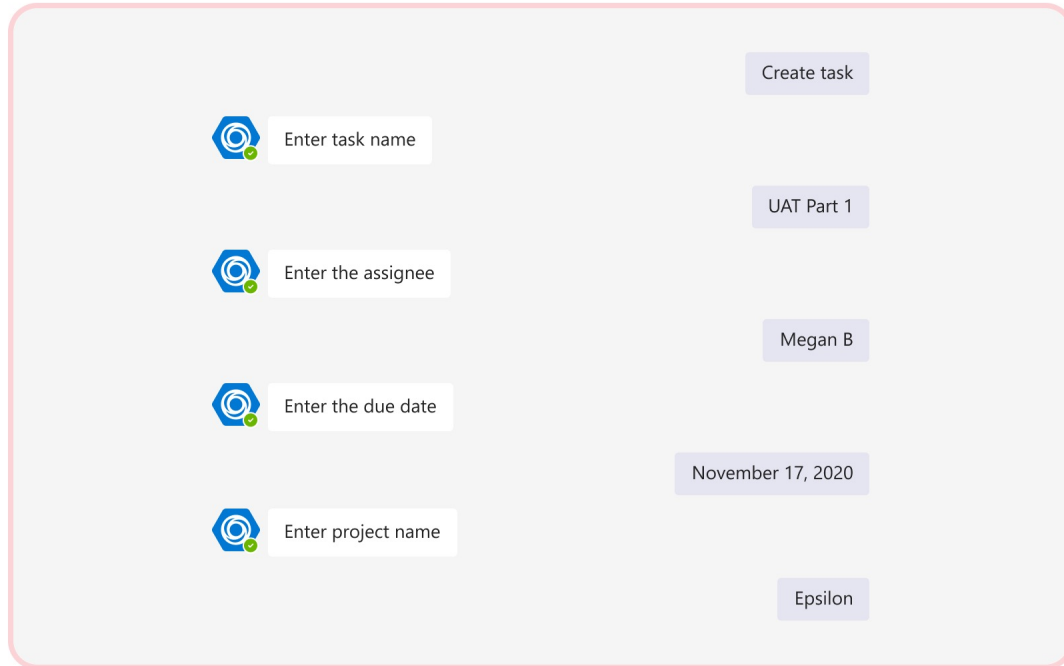 Create task
Enter task name
UAT Part 1
Enter the assignee
Megan B
Enter the due date
November 17, 2020
Enter project name
Epsilon